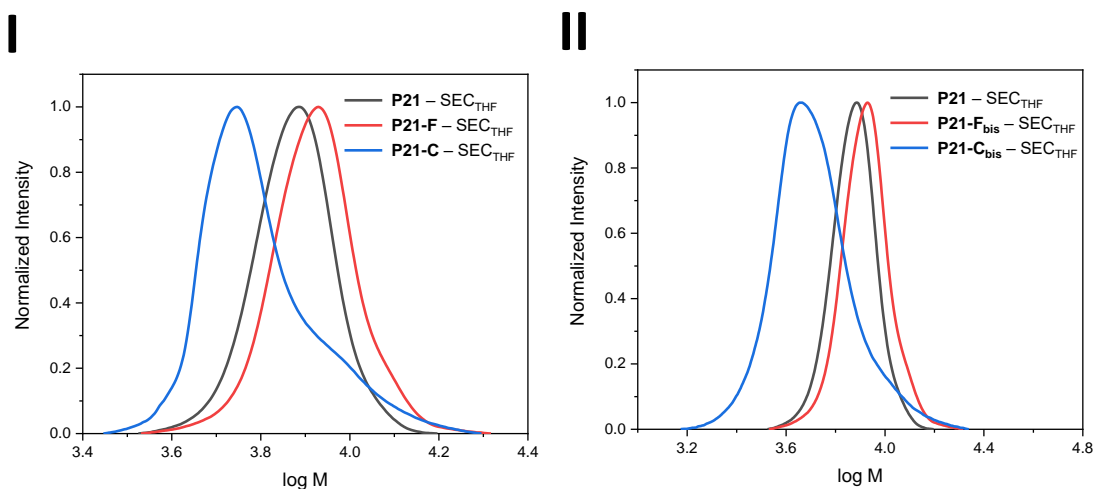 I
P21 – SEC_THF
P21-F – SEC_THF
P21-C – SEC_THF
Normalized Intensity
1.0
0.8
0.6
0.4
0.2
0.0
3.4 3.6 3.8 4.0 4.2 4.4
log M
II
P21 – SEC_THF
P21-F_bis – SEC_THF
P21-C_bis – SEC_THF
Normalized Intensity
1.0
0.8
0.6
0.4
0.2
0.0
3.2 3.6 4.0 4.4 4.8
log M